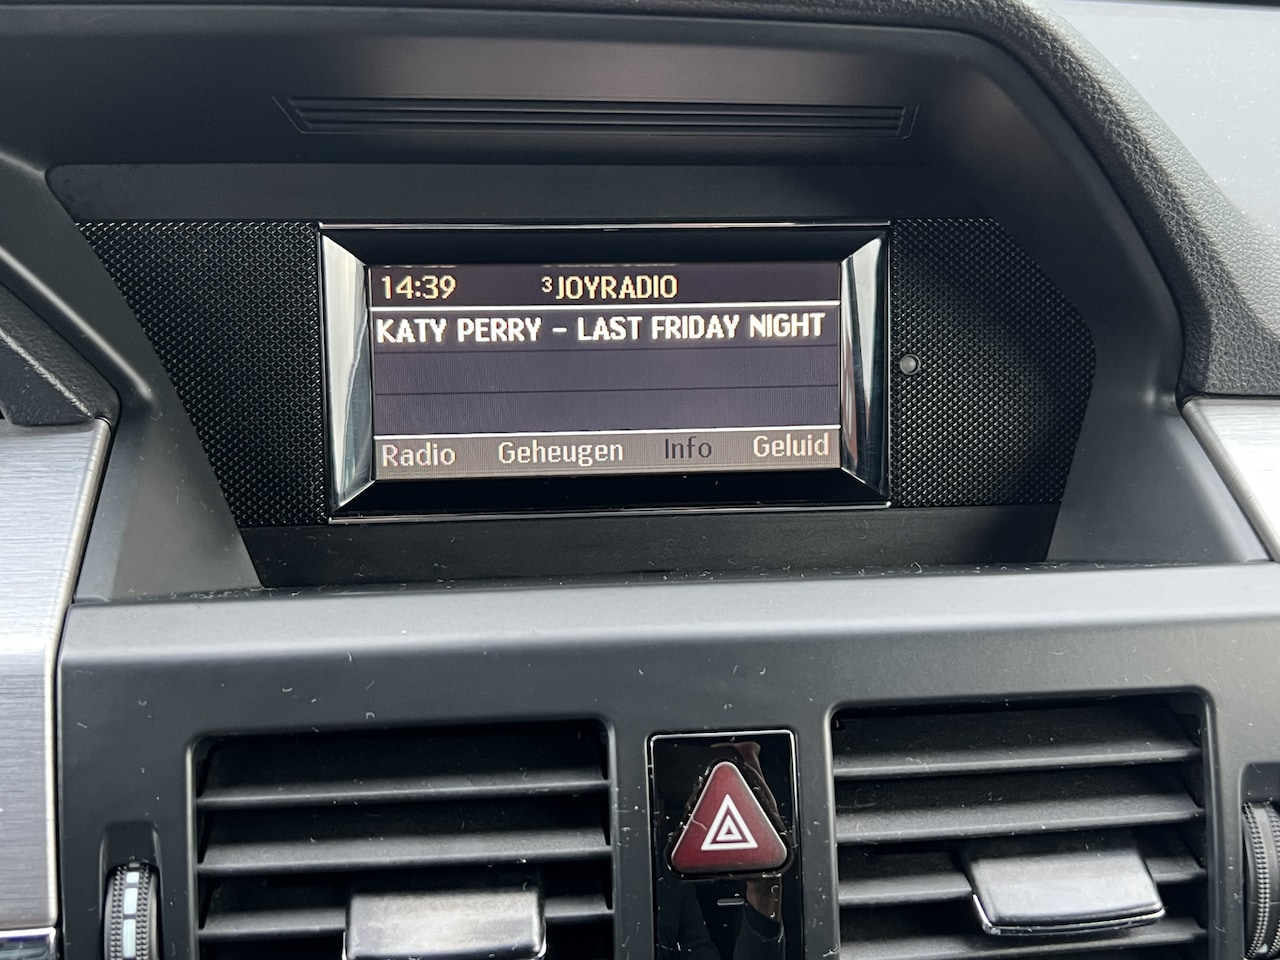 14:39 3JOYRADIO
KATY PERRY - LAST FRIDAY NIGHT
Radio Geheugen Info Geluid